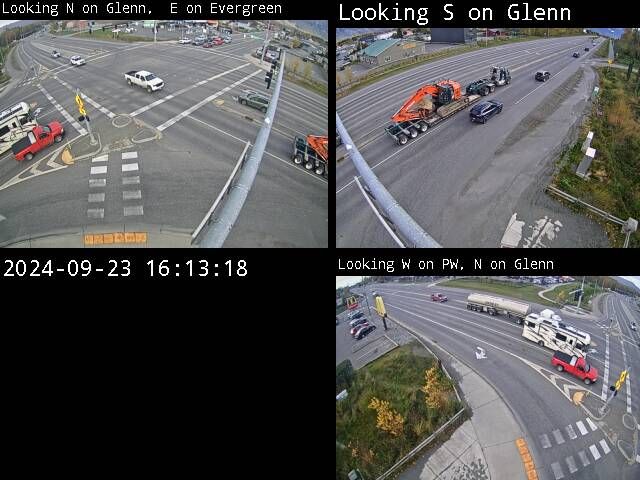 Looking N on Glenn,  E on Evergreen
Looking S on Glenn
2024-09-23 16:13:18
Looking W on PW, N on Glenn